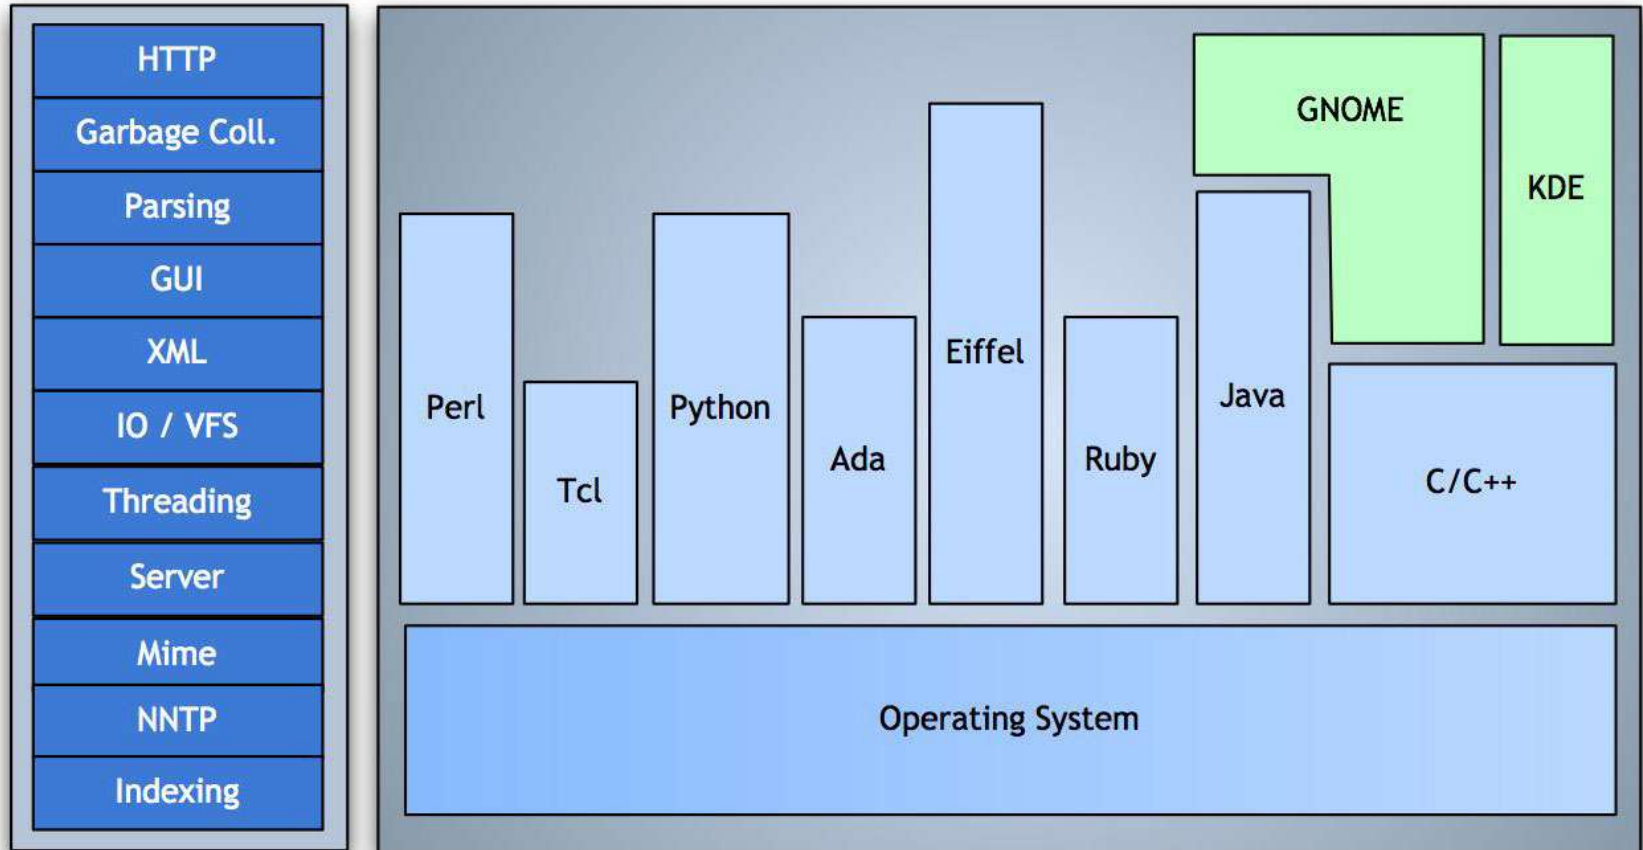 HTTP
Garbage Coll.
Parsing
GUI
XML
IO / VFS
Threading
Server
Mime
NNTP
Indexing
GNOME
KDE
Perl
Tcl
Python
Ada
Eiffel
Ruby
Java
C/C++
Operating System